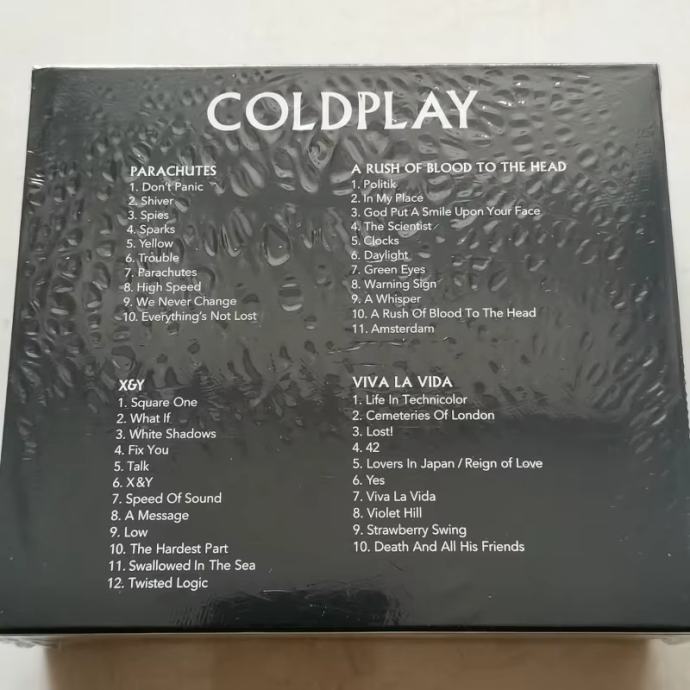 COLDPLAY
PARACHUTES
1. Don't Panic
2. Shiver
3. Spies
4. Sparks
5. Yellow
6. Trouble
7. Parachutes
8. High Speed
9. We Never Change
10. Everything's Not Lost
A RUSH OF BLOOD TO THE HEAD
1. Politik
2. In My Place
3. God Put A Smile Upon Your Face
4. The Scientist
5. Clocks
6. Daylight
7. Green Eyes
8. Warning Sign
9. A Whisper
10. A Rush Of Blood To The Head
11. Amsterdam
X&Y
1. Square One
2. What If
3. White Shadows
4. Fix You
5. Talk
6. X&Y
7. Speed Of Sound
8. A Message
9. Low
10. The Hardest Part
11. Swallowed In The Sea
12. Twisted Logic
VIVA LA VIDA
1. Life In Technicolor
2. Cemeteries Of London
3. Lost!
4. 42
5. Lovers In Japan / Reign of Love
6. Yes
7. Viva La Vida
8. Violet Hill
9. Strawberry Swing
10. Death And All His Friends